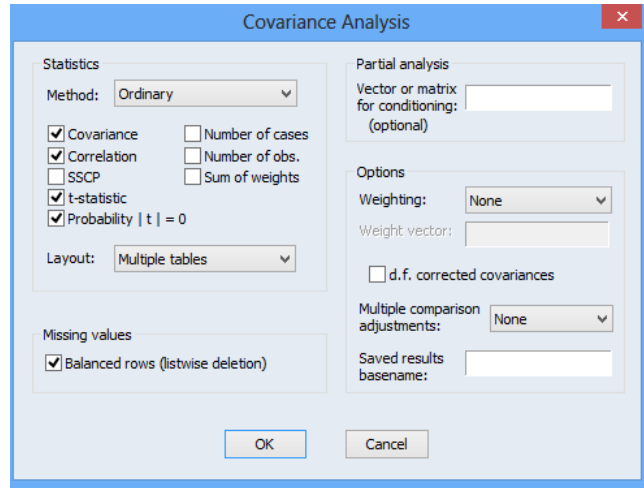 Covariance Analysis
Statistics
Method: Ordinary
Covariance
Number of cases
Correlation
Number of obs.
SSCP
Sum of weights
t-statistic
Probability | t | = 0
Layout: Multiple tables
Missing values
Balanced rows (listwise deletion)
Partial analysis
Vector or matrix
for conditioning:
(optional)
Options
Weighting: None
Weight vector:
d.f. corrected covariances
Multiple comparison
adjustments: None
Saved results
basename:
OK
Cancel